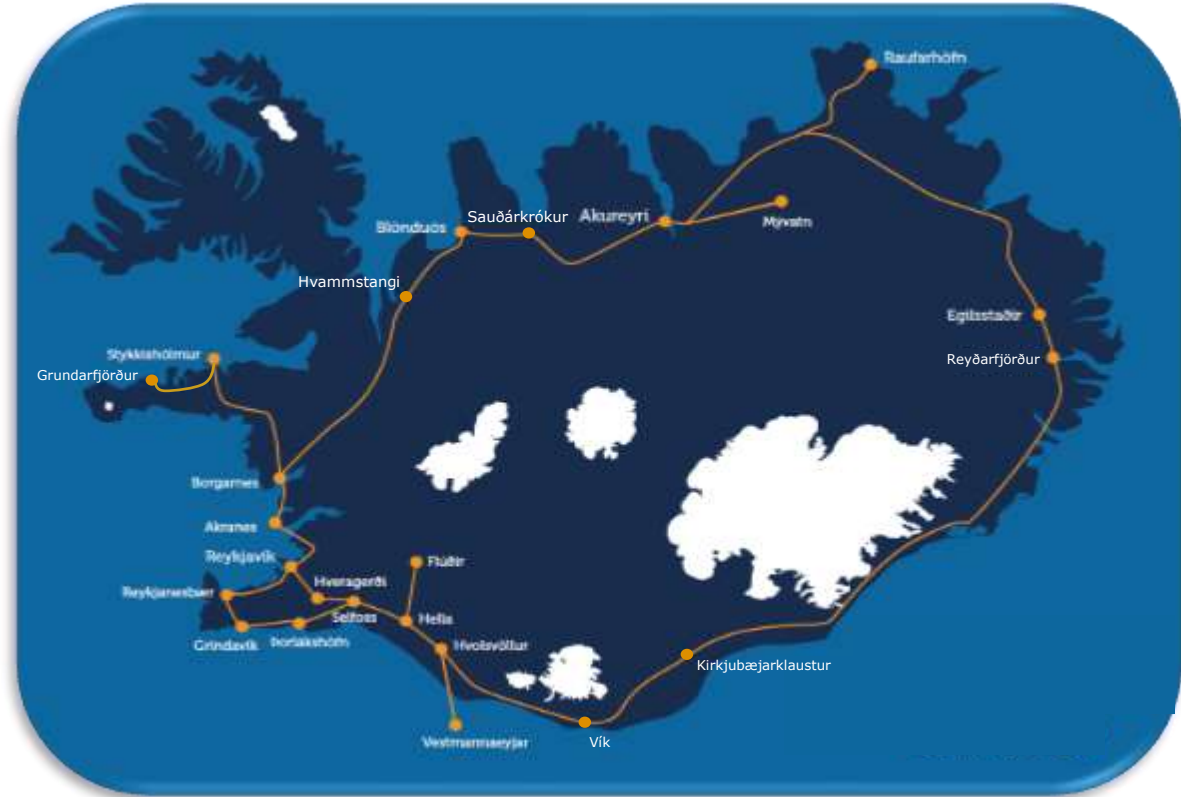 Raufarhöfn
Sauðárkrókur
Akureyri
Blönduós
Mývatn
Hvammstangi
Egilsstaðir
Stykkishólmur
Reyðarfjörður
Grundarfjörður
Borgarnes
Akranes
Reykjavík
Flúðir
Hveragerði
Reykjanesbær
Selfoss
Hella
Grindavík
Þorlákshöfn
Hvolsvöllur
Kirkjubæjarklaustur
Vestmannaeyjar
Vík